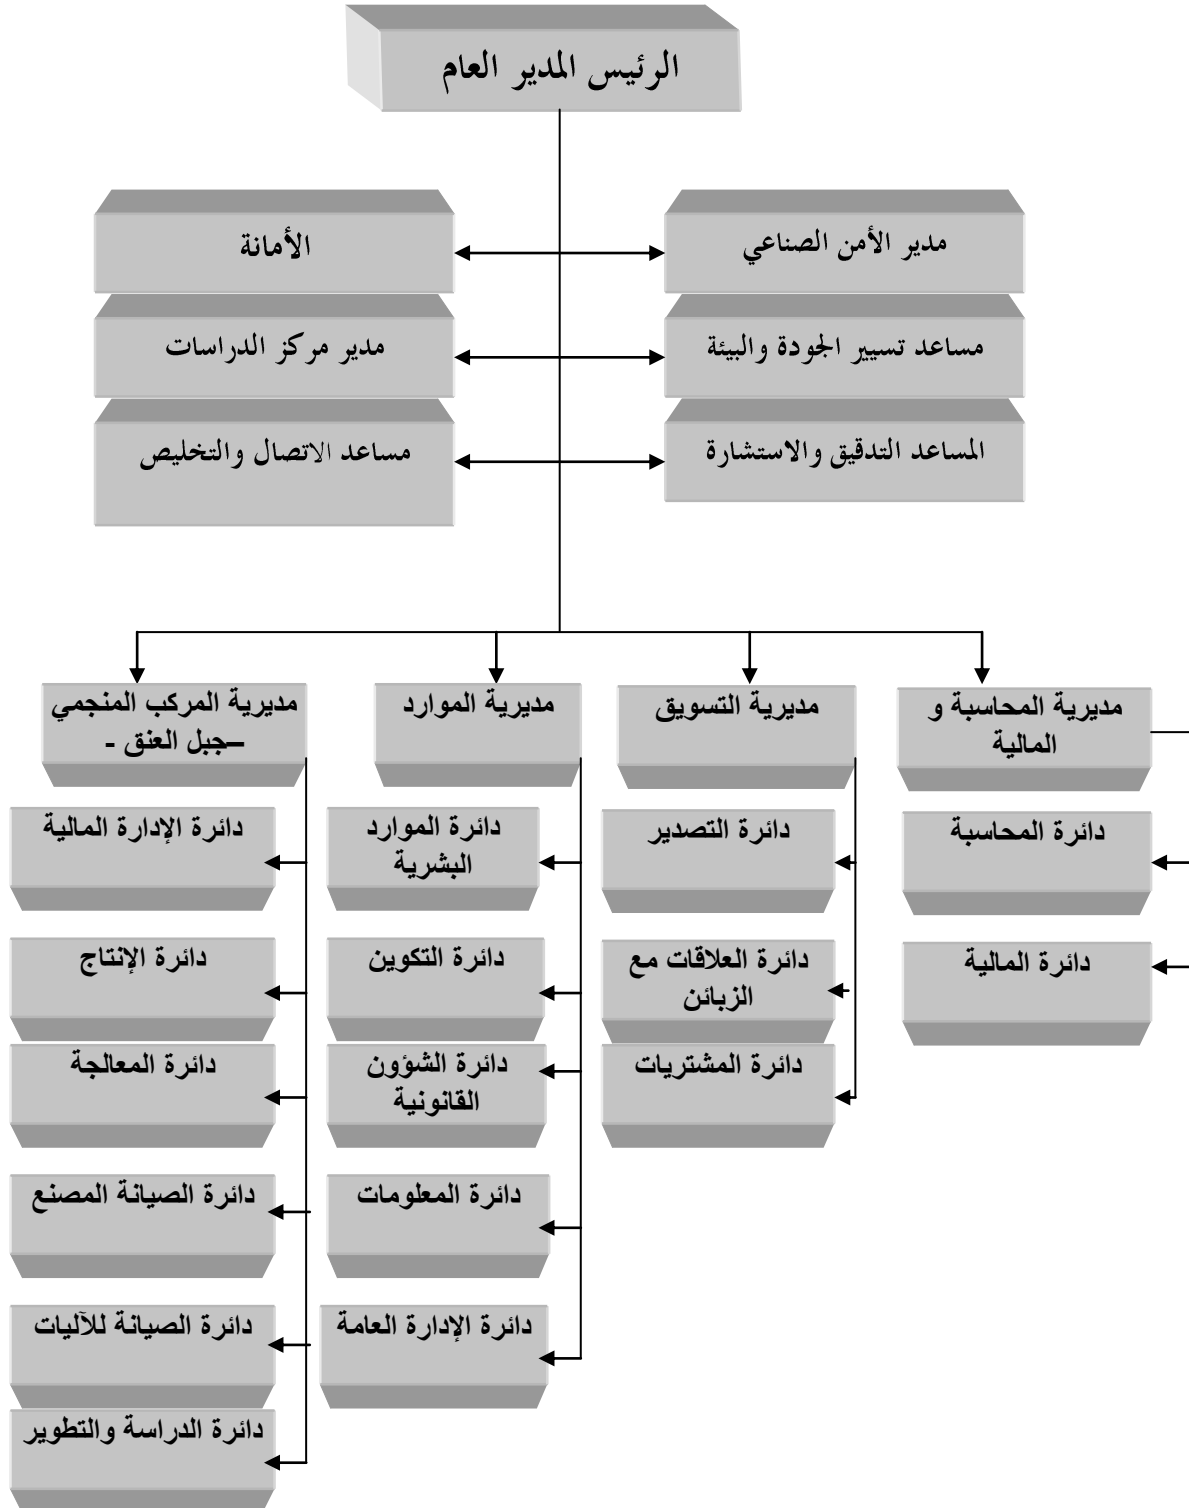 الرئيس المدير العام
مدير الأمن الصناعي
الأمانة
مساعد تسيير الجودة والبيئة
مدير مركز الدراسات
المساعد التدقيق والاستشارة
مساعد الاتصال والتخليص
مديرية المحاسبة و
المالية
مديرية التسويق
مديرية الموارد
مديرية المركب المنجمي
–جبل العنق -
دائرة المحاسبة
دائرة التصدير
دائرة الموارد
البشرية
دائرة الإدارة المالية
دائرة المالية
دائرة العلاقات مع
الزبائن
دائرة التكوين
دائرة الإنتاج
دائرة المشتريات
دائرة الشؤون
القانونية
دائرة المعالجة
دائرة المعلومات
دائرة الصيانة المصنع
دائرة الإدارة العامة
دائرة الصيانة للآليات
دائرة الدراسة والتطوير